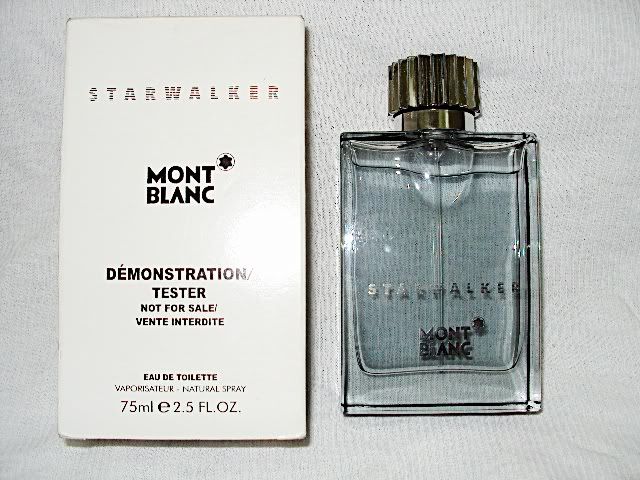 STARWALKER
MONT
BLANC
DÉMONSTRATION/
TESTER
NOT FOR SALE/
VENTE INTERDITE
EAU DE TOILETTE
VAPORISATEUR - NATURAL SPRAY
75ml e 2.5 FL.OZ.
STARWALKER
MONT
BLANC